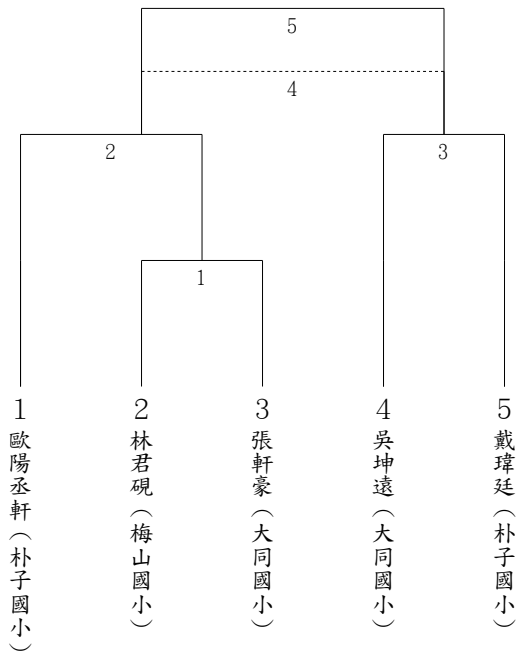 5
4
2
3
1
1 歐陽丞軒（朴子國小）
2 林君硯（梅山國小）
3 張軒豪（大同國小）
4 吳坤遠（大同國小）
5 戴瑋廷（朴子國小）